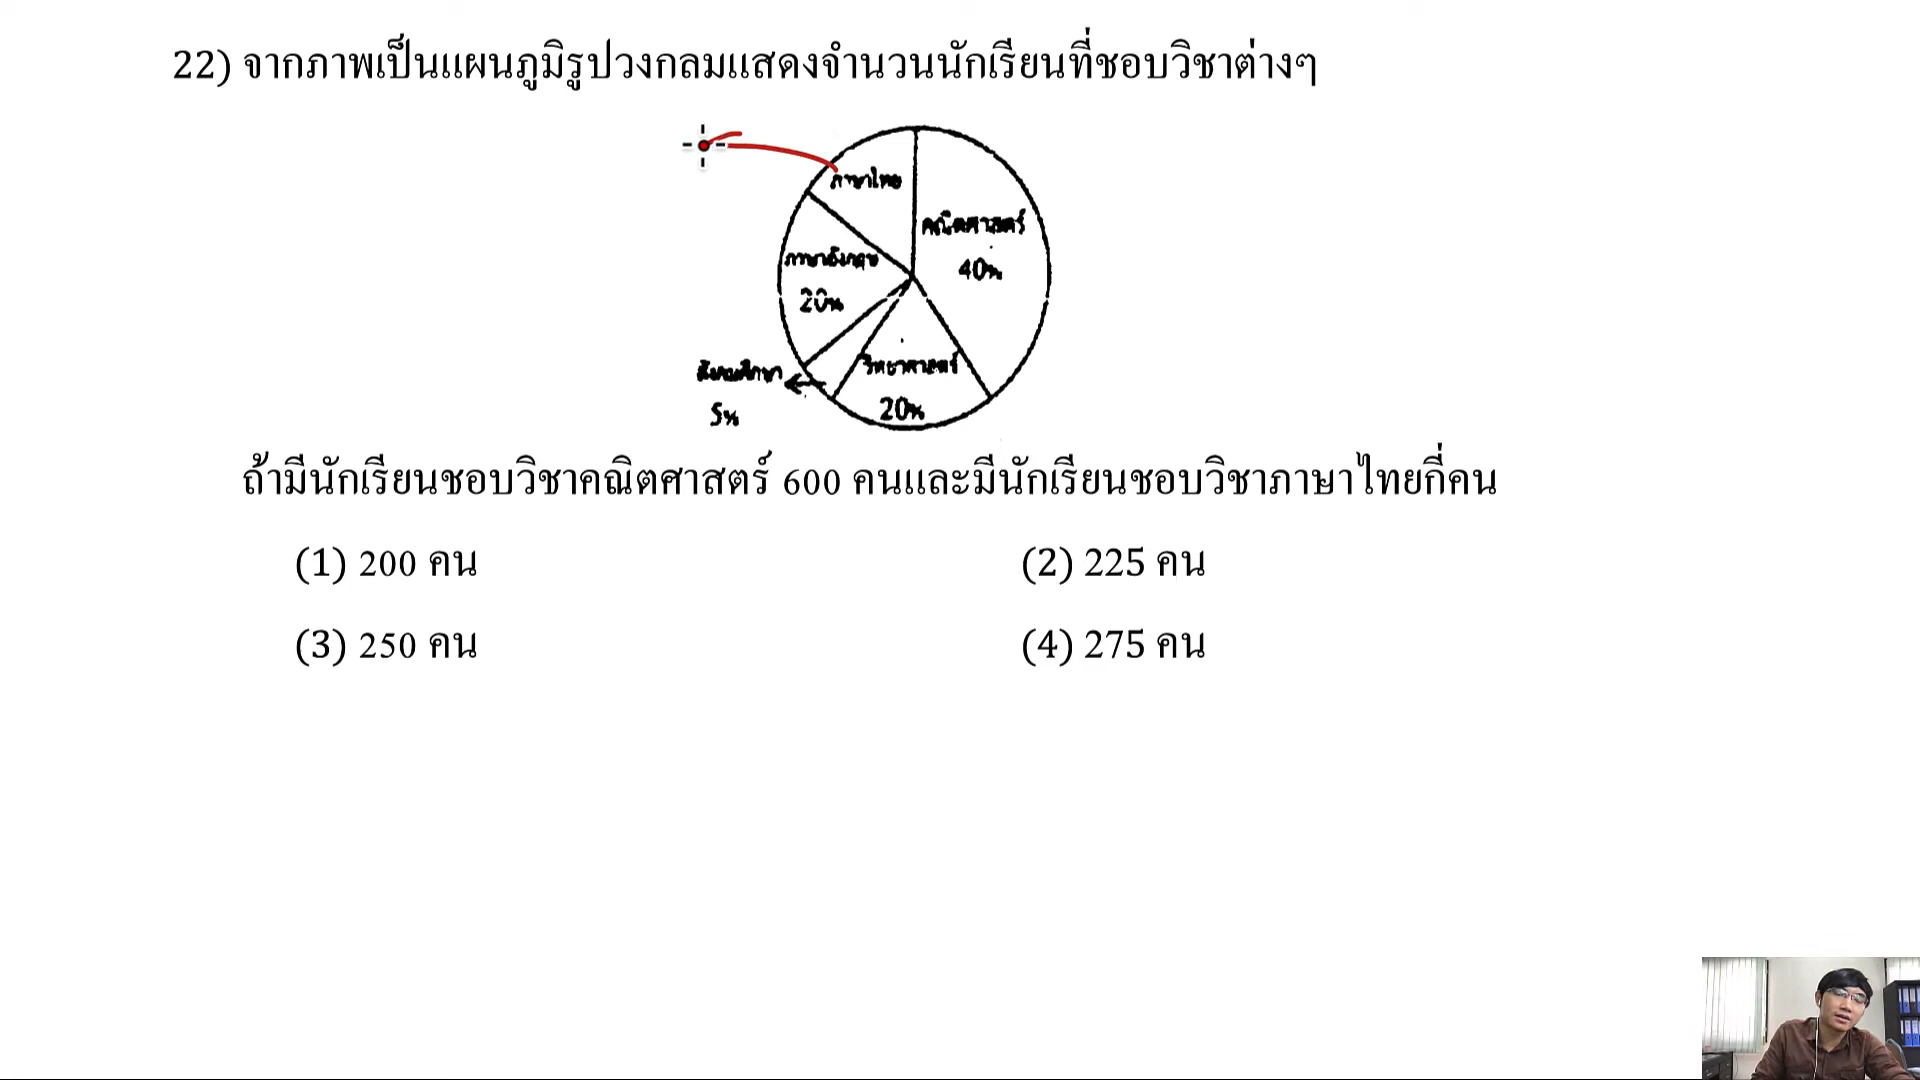 22) จากภาพเป็นแผนภูมิรูปวงกลมแสดงจำนวนนักเรียนที่ชอบวิชาต่างๆ
ภาษาไทย
คณิตศาสตร์
40%
ภาษาอังกฤษ
20%
สังคมศึกษา
5%
วิทยาศาสตร์
20%
ถ้ามีนักเรียนชอบวิชาคณิตศาสตร์ 600 คนและมีนักเรียนชอบวิชาภาษาไทยกี่คน
(1) 200 คน
(2) 225 คน
(3) 250 คน
(4) 275 คน